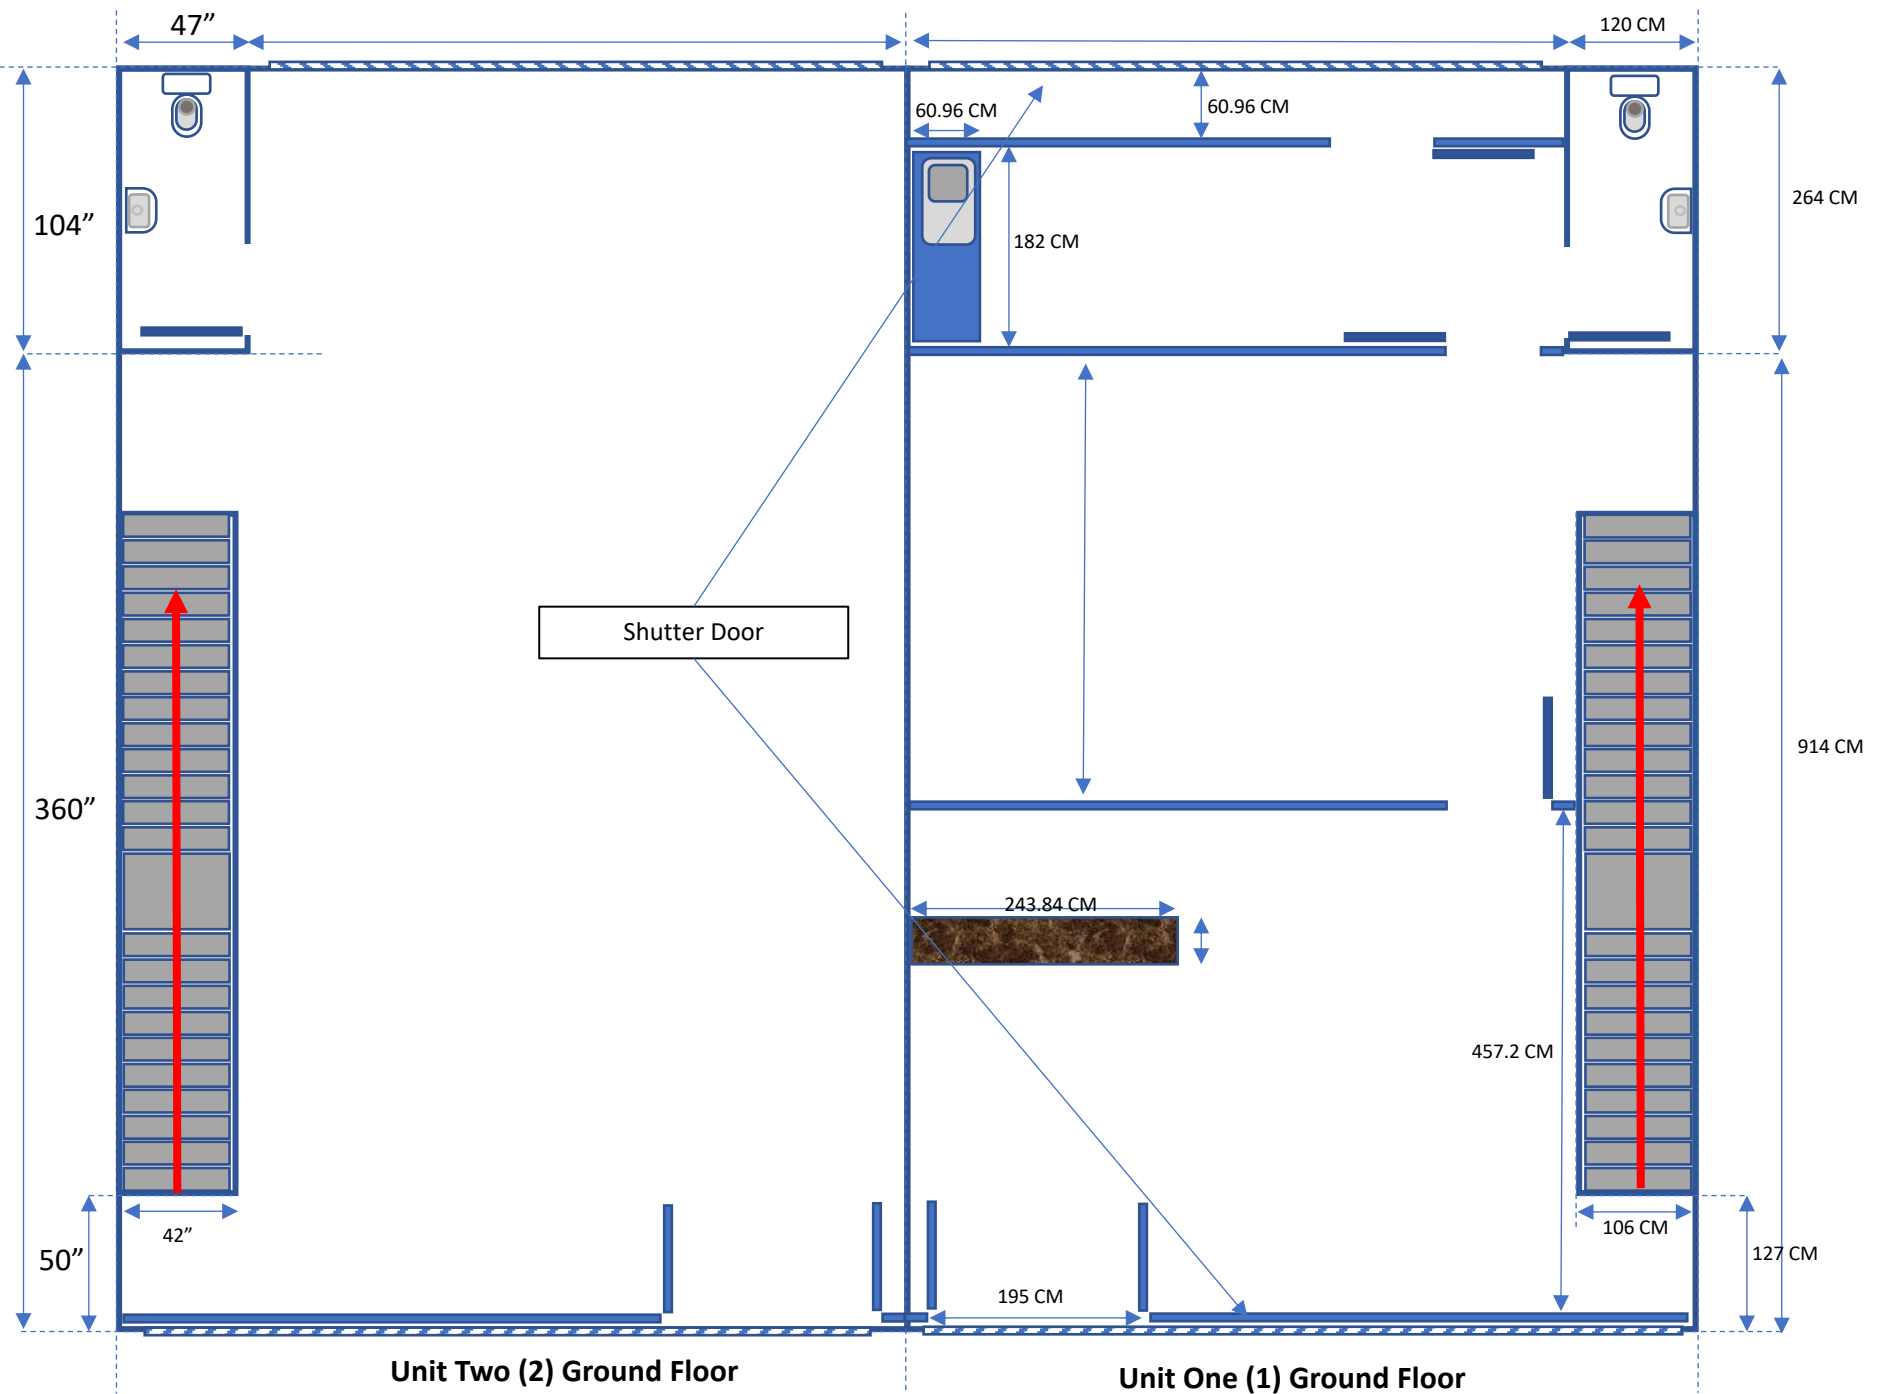 47”
120 CM
60.96 CM
60.96 CM
104”
264 CM
182 CM
Shutter Door
914 CM
360”
243.84 CM
457.2 CM
42”
106 CM
50”
127 CM
195 CM
Unit Two (2) Ground Floor
Unit One (1) Ground Floor